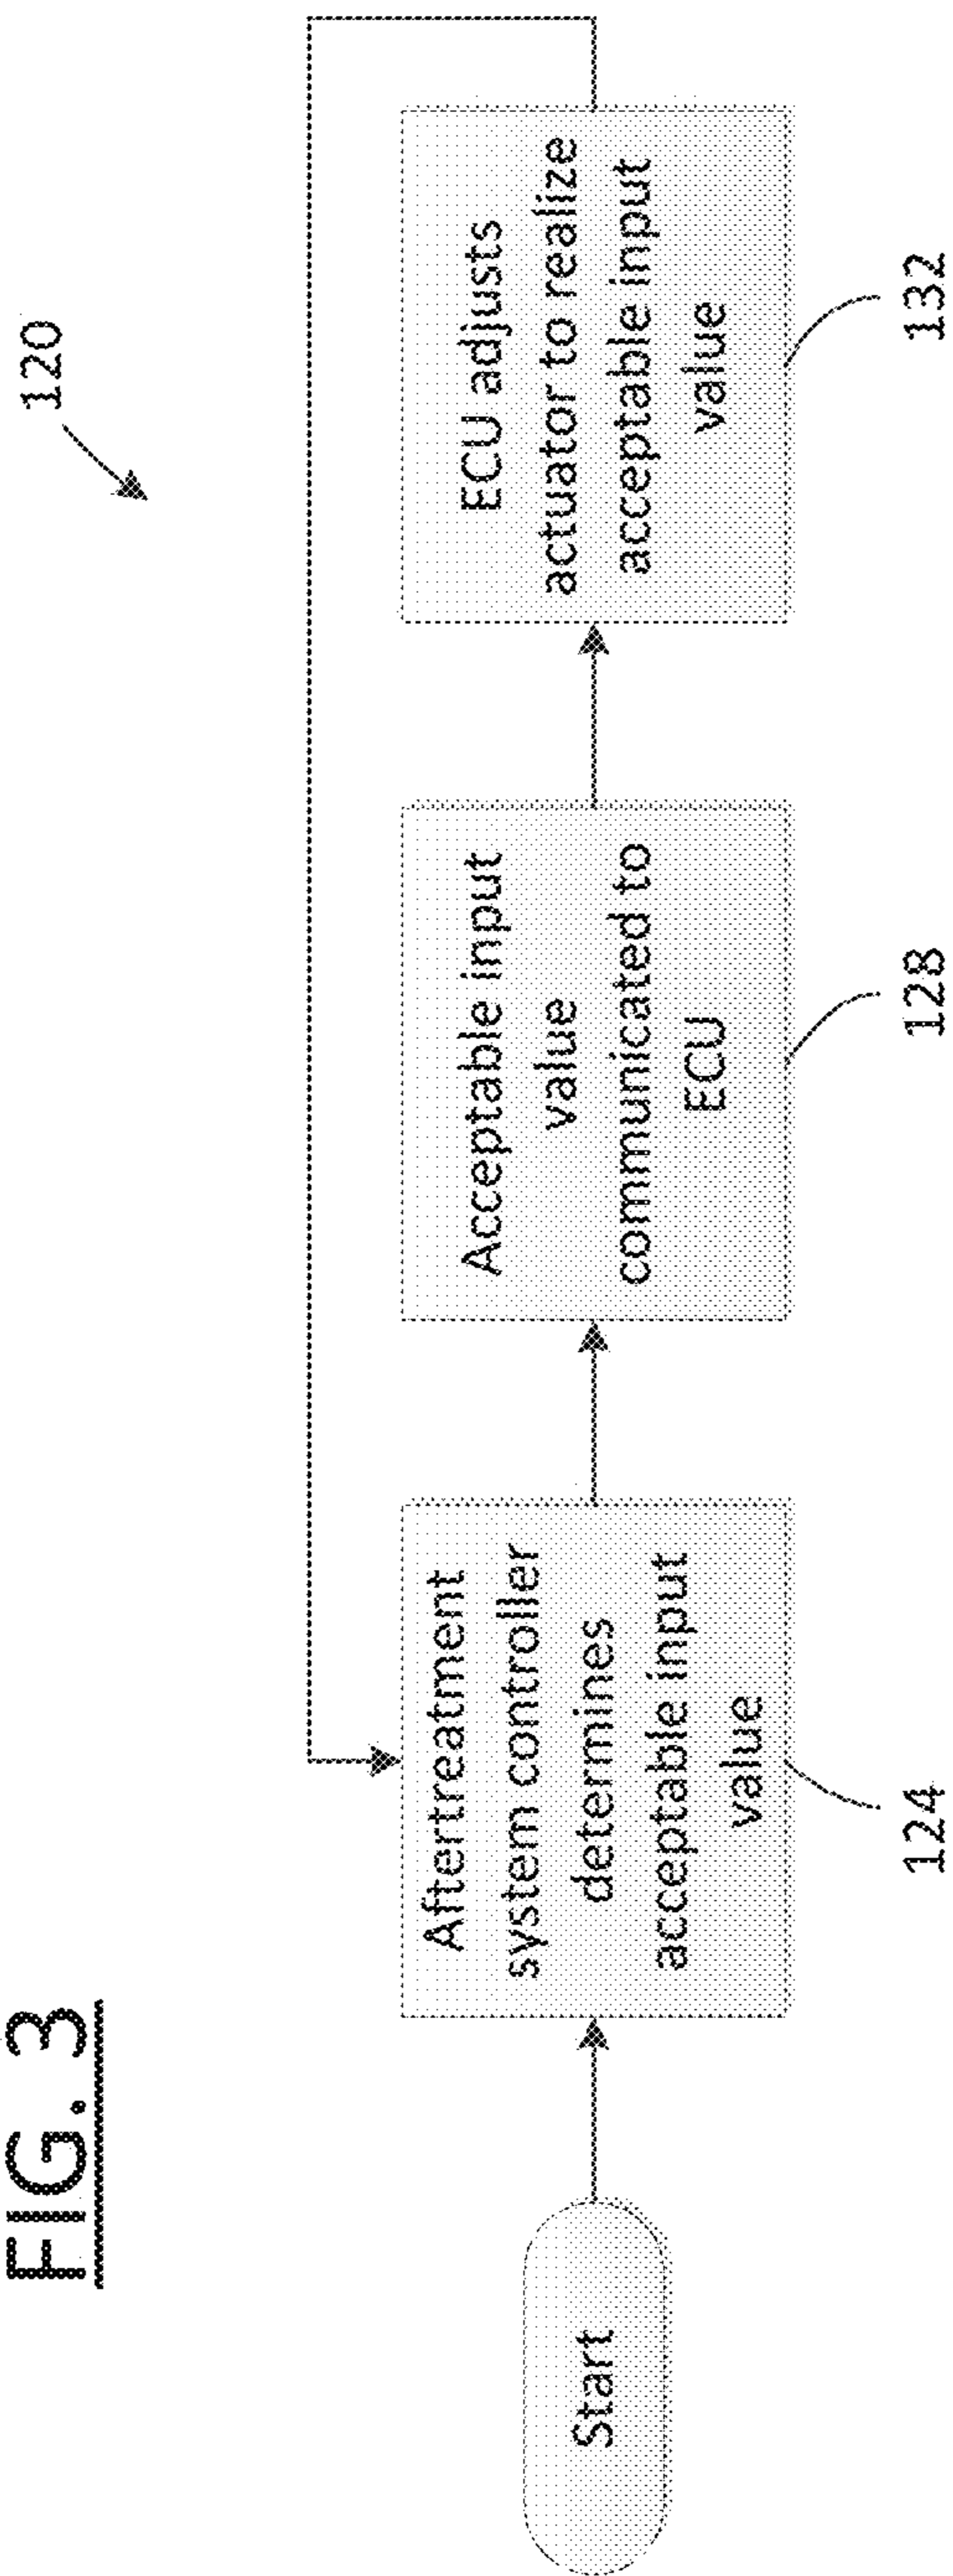 FIG. 3
120
Start
Aftertreatment
system controller
determines
acceptable input
value
124
Acceptable input
value
communicated to
ECU
128
ECU adjusts
actuator to realize
acceptable input
value
132